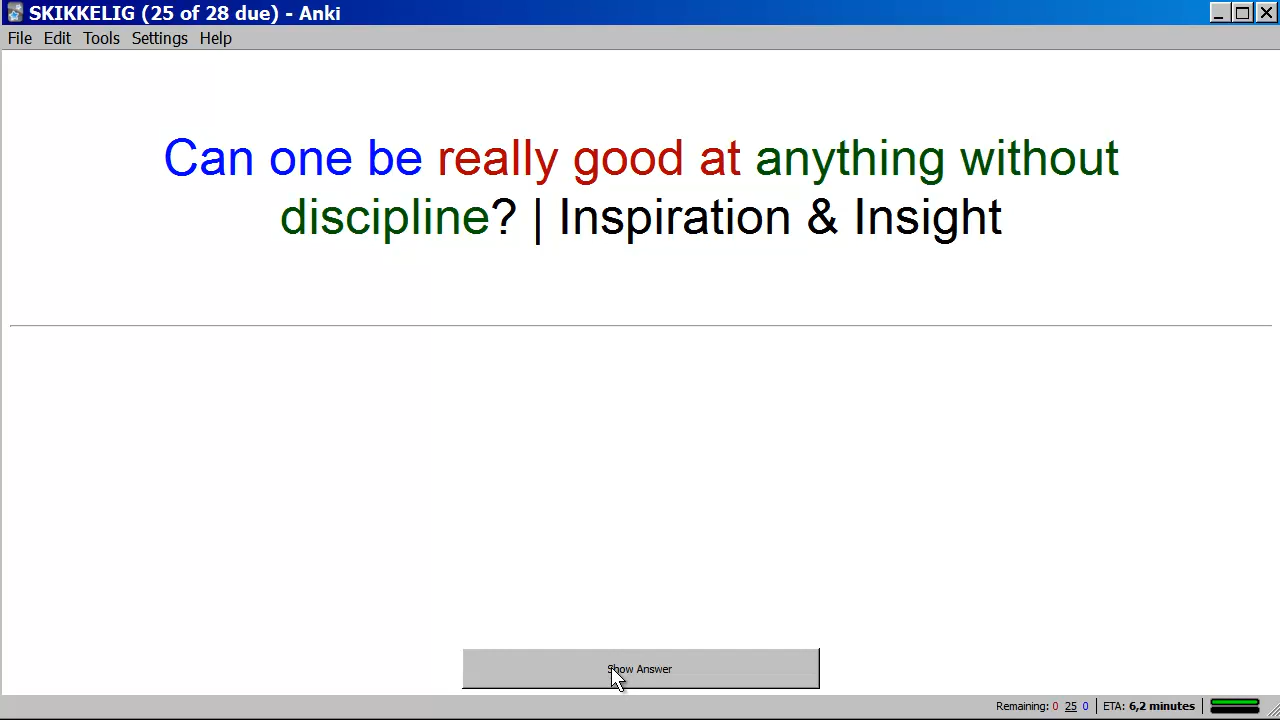 SKIKKELIG (25 of 28 due) - Anki
File Edit Tools Settings Help
Can one be really good at anything without
discipline? | Inspiration & Insight
Show Answer
Remaining: 0 25 0 ETA: 6,2 minutes